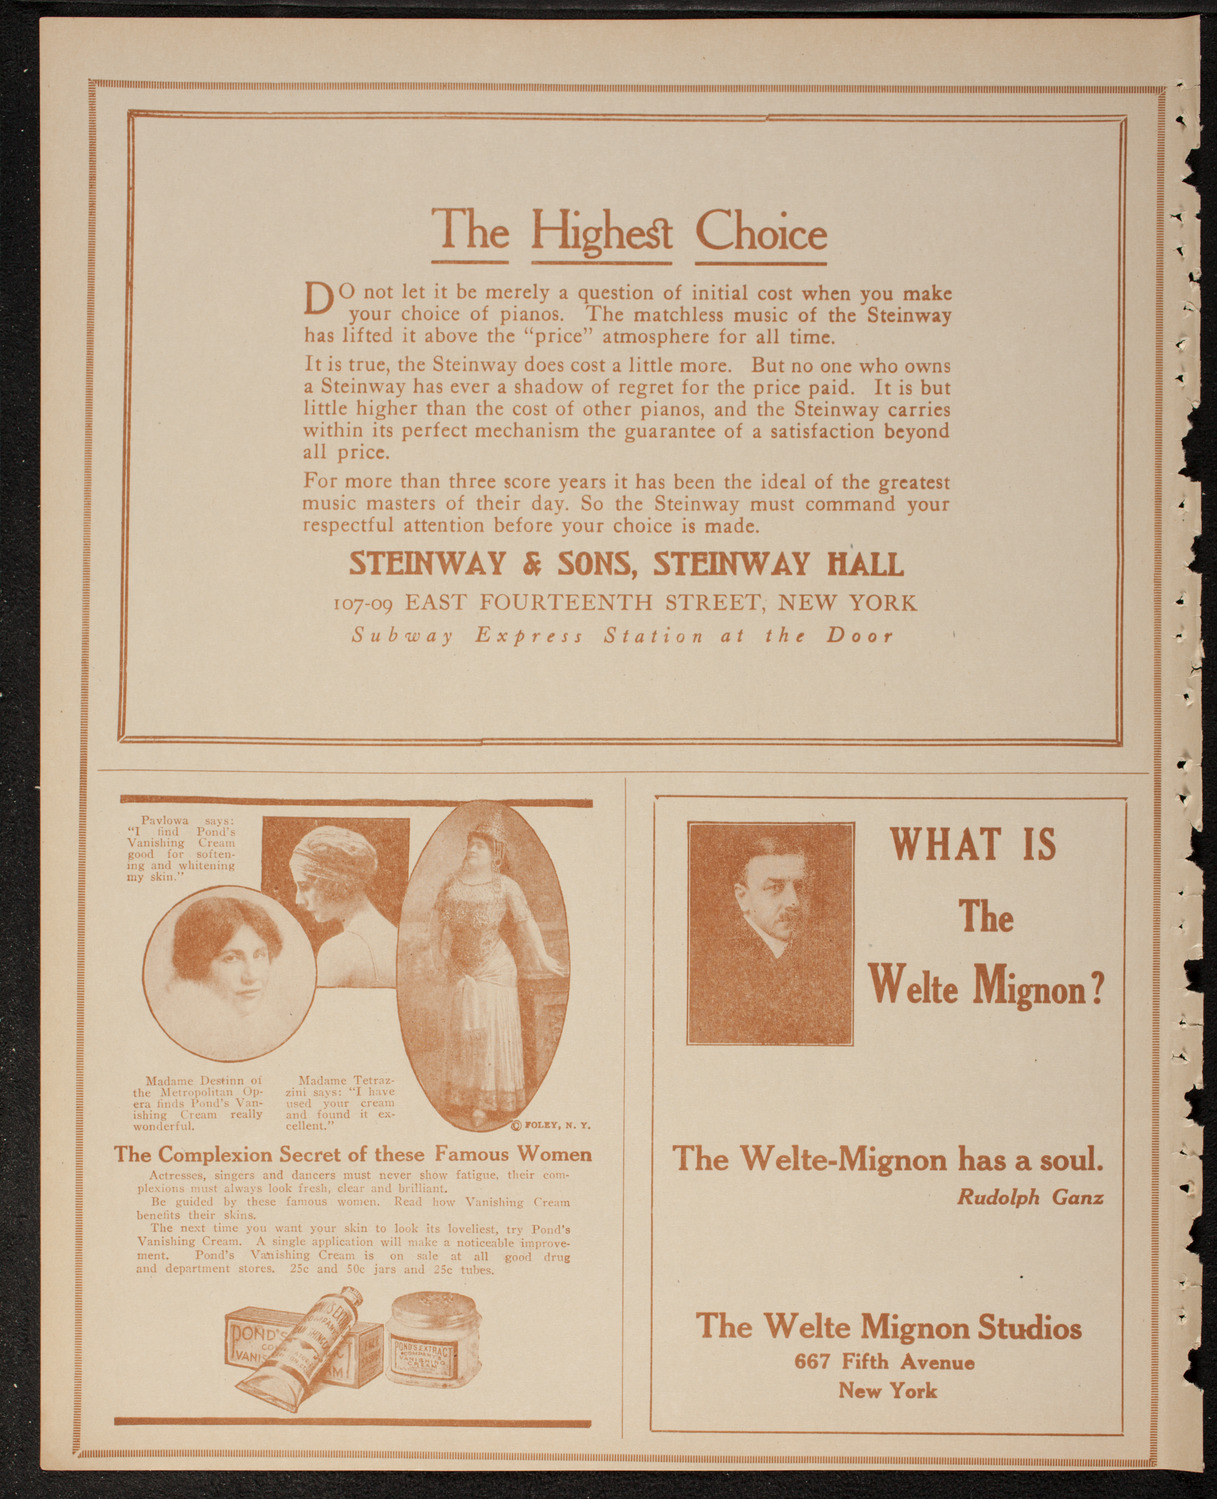 The Highest Choice
DO not let it be merely a question of initial cost when you make
your choice of pianos. The matchless music of the Steinway
has lifted it above the "price" atmosphere for all time.
It is true, the Steinway does cost a little more. But no one who owns
a Steinway has ever a shadow of regret for the price paid. It is but
little higher than the cost of other pianos, and the Steinway carries
within its perfect mechanism the guarantee of a satisfaction beyond
all price.
For more than three score years it has been the ideal of the greatest
music masters of their day. So the Steinway must command your
respectful attention before your choice is made.
STEINWAY & SONS, STEINWAY HALL
107-09 EAST FOURTEENTH STREET, NEW YORK
Subway Express Station at the Door
Pavlowa says:
"I find Pond's
Vanishing Cream
good for soften-
ing and whitening
my skin."
Madame Destinn of
the Metropolitan Op-
era finds Pond's Van-
ishing Cream really
wonderful.
Madame Tetraz-
zini says: "I have
used your cream
and found it ex-
cellent."
© FOLEY, N. Y.
The Complexion Secret of these Famous Women
Actresses, singers and dancers must never show fatigue, their com-
plexions must always look fresh, clear and brilliant.
Be guided by these famous women. Read how Vanishing Cream
benefits their skins.
The next time you want your skin to look its loveliest, try Pond's
Vanishing Cream. A single application will make a noticeable improve-
ment. Pond's Vanishing Cream is on sale at all good drug
and department stores. 25c and 50c jars and 25c tubes.
POND'S
VANIS
AM
POND'S EXTRACT
COMPANY'S
VANISHING
CREAM
WHAT IS
The
Welte Mignon?
The Welte-Mignon has a soul.
Rudolph Ganz
The Welte Mignon Studios
667 Fifth Avenue
New York